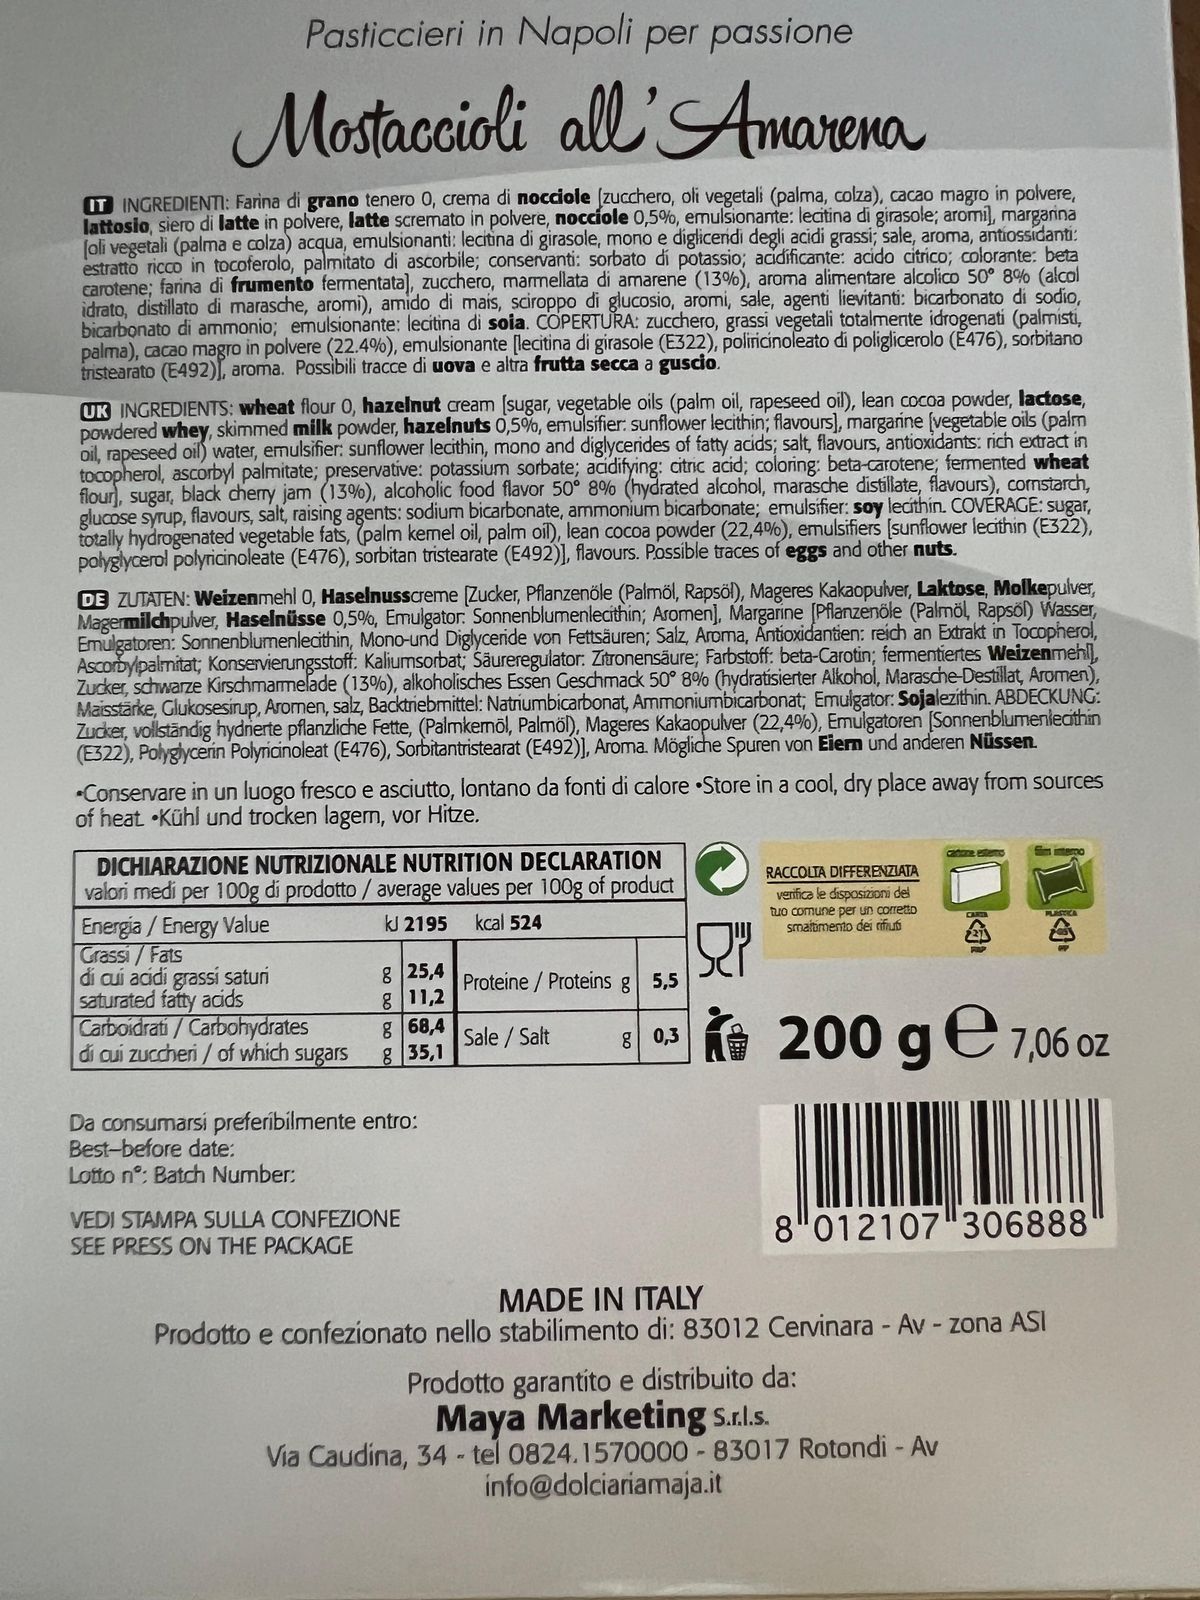 Pasticcieri in Napoli per passione
Mostaccioli all'Amarena
IT INGREDIENTI: Farina di grano tenero 0, crema di nocciole [zucchero, oli vegetali (palma, colza), cacao magro in polvere,
lattosio, siero di latte in polvere, latte scremato in polvere, nocciole 0,5%, emulsionante: lecitina di girasole; aromi], margarina
[oli vegetali (palma e colza) acqua, emulsionanti: lecitina di girasole, mono e digliceridi degli acidi grassi; sale, aroma, antiossidanti:
estratto ricco in tocoferolo, palmitato di ascorbile; conservanti: sorbato di potassio; acidificante: acido citrico; colorante: beta
carotene; farina di frumento fermentata], zucchero, marmellata di amarene (13%), aroma alimentare alcolico 50° 8% (alcol
idrato, distillato di marasche, aromi), amido di mais, sciroppo di glucosio, aromi, sale, agenti lievitanti: bicarbonato di sodio,
bicarbonato di ammonio; emulsionante: lecitina di soia. COPERTURA: zucchero, grassi vegetali totalmente idrogenati (palmisti,
palma), cacao magro in polvere (22.4%), emulsionante [lecitina di girasole (E322), poliricinoleato di poliglicerolo (E476), sorbitano
tristearato (E492)], aroma. Possibili tracce di uova e altra frutta secca a guscio.
UK INGREDIENTS: wheat flour 0, hazelnut cream [sugar, vegetable oils (palm oil, rapeseed oil), lean cocoa powder, lactose,
powdered whey, skimmed milk powder, hazelnuts 0,5%, emulsifier: sunflower lecithin; flavours], margarine [vegetable oils (palm
oil, rapeseed oil) water, emulsifier: sunflower lecithin, mono and diglycerides of fatty acids; salt, flavours, antioxidants: rich extract in
tocopherol, ascorbyl palmitate; preservative: potassium sorbate; acidifying: citric acid; coloring: beta-carotene; fermented wheat
flour], sugar, black cherry jam (13%), alcoholic food flavor 50° 8% (hydrated alcohol, marasche distillate, flavours), cornstarch,
glucose syrup, flavours, salt, raising agents: sodium bicarbonate, ammonium bicarbonate; emulsifier: soy lecithin. COVERAGE: sugar,
totally hydrogenated vegetable fats, (palm kernel oil, palm oil), lean cocoa powder (22,4%), emulsifiers [sunflower lecithin (E322),
polyglycerol polyricinoleate (E476), sorbitan tristearate (E492)], flavours. Possible traces of eggs and other nuts.
DE ZUTATEN: Weizenmehl 0, Haselnusscreme [Zucker, Pflanzenöle (Palmöl, Rapsöl), Mageres Kakaopulver, Laktose, Molkepulver,
Magermilchpulver, Haselnüsse 0,5%, Emulgator: Sonnenblumenlecithin; Aromen], Margarine [Pflanzenöle (Palmöl, Rapsöl) Wasser,
Emulgatoren: Sonnenblumenlecithin, Mono-und Diglyceride von Fettsäuren; Salz, Aroma, Antioxidantien: reich an Extrakt in Tocopherol,
Ascorbylpalmitat; Konservierungsstoff: Kaliumsorbat; Säureregulator: Zitronensäure; Farbstoff: beta-Carotin; fermentiertes Weizenmehl],
Zucker, schwarze Kirschmarmelade (13%), alkoholisches Essen Geschmack 50° 8% (hydratisierter Alkohol, Marasche-Destillat, Aromen),
Maisstärke, Glukosesirup, Aromen, salz, Backtriebmittel: Natriumbicarbonat, Ammoniumbicarbonat; Emulgator: Sojalezithin. ABDECKUNG:
Zucker, vollständig hydrierte pflanzliche Fette, (Palmkernöl, Palmöl), Mageres Kakaopulver (22,4%), Emulgatoren [Sonnenblumenlecithin
(E322), Polyglycerin Polyricinoleat (E476), Sorbitantristearat (E492)], Aroma. Mögliche Spuren von Eiern und anderen Nüssen.
•Conservare in un luogo fresco e asciutto, lontano da fonti di calore •Store in a cool, dry place away from sources
of heat. •Kühl und trocken lagern, vor Hitze.
DICHIARAZIONE NUTRIZIONALE NUTRITION DECLARATION
valori medi per 100g di prodotto / average values per 100g of product
Energia / Energy Value kJ 2195 kcal 524
Grassi / Fats
di cui acidi grassi saturi g 25,4
saturated fatty acids g 11,2
Carboidrati / Carbohydrates g 68,4
di cui zuccheri / of which sugars g 35,1
Proteine / Proteins g 5,5
Sale / Salt g 0,3
RACCOLTA DIFFERENZIATA
verifica le disposizioni del
tuo comune per un corretto
smaltimento dei rifiuti
cartone esterno
CARTA
21
PAP
film interno
PLASTICA
PP
200 g e 7,06 oz
Da consumarsi preferibilmente entro:
Best-before date:
Lotto n°: Batch Number:
VEDI STAMPA SULLA CONFEZIONE
SEE PRESS ON THE PACKAGE
8 012107 306888
MADE IN ITALY
Prodotto e confezionato nello stabilimento di: 83012 Cervinara - Av - zona ASI
Prodotto garantito e distribuito da:
Maya Marketing S.r.l.s.
Via Caudina, 34 - tel 0824.1570000 - 83017 Rotondi - Av
info@dolciariamaja.it